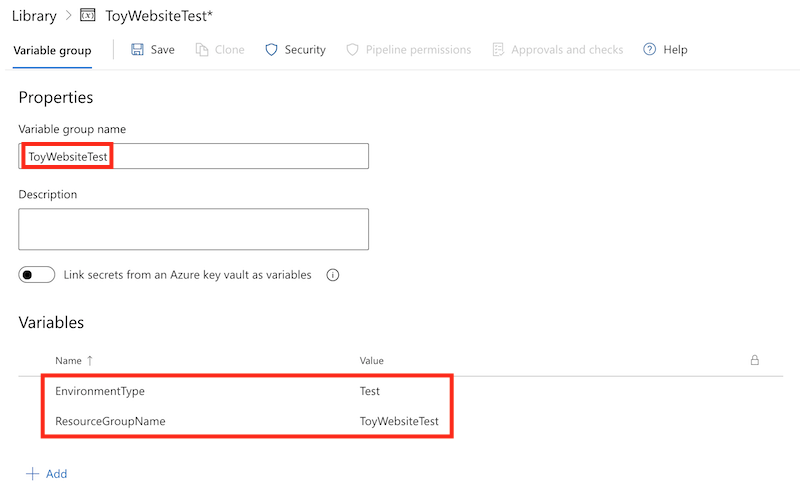 Library > ToyWebsiteTest*
Variable group Save Clone Security Pipeline permissions Approvals and checks Help
Properties
Variable group name
ToyWebsiteTest
Description
Link secrets from an Azure key vault as variables
Variables
Name ↑ Value
EnvironmentType Test
ResourceGroupName ToyWebsiteTest
+ Add